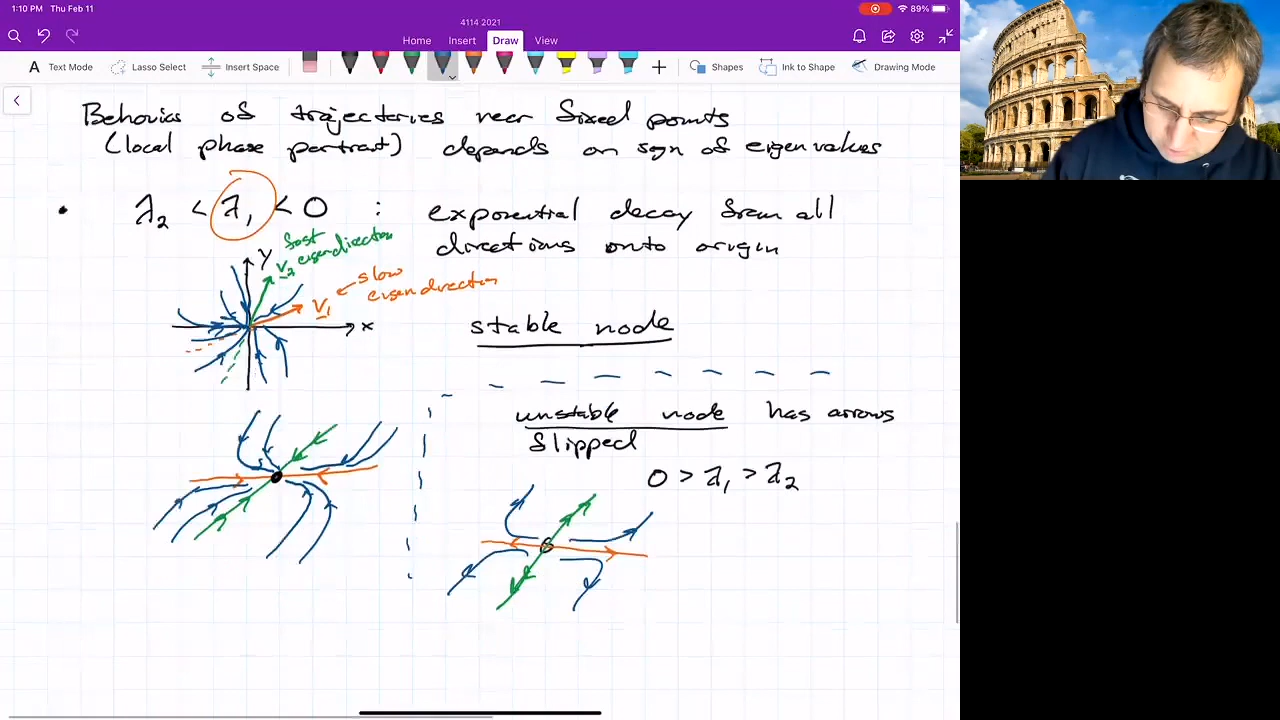 1:10 PM Thu Feb 11
89%
4114 2021
Home Insert Draw View
Text Mode Lasso Select Insert Space Shapes Ink to Shape Drawing Mode
Behavior of trajectories near fixed points
(local phase portrait) depends on sign of eigenvalues
• λ₂ < λ₁ < 0 : exponential decay from all
directions onto origin
y
fast
v₂ eigendirection
slow
v₁ eigendirection
x
stable node
unstable node has arrows
flipped
0 > λ₁ > λ₂